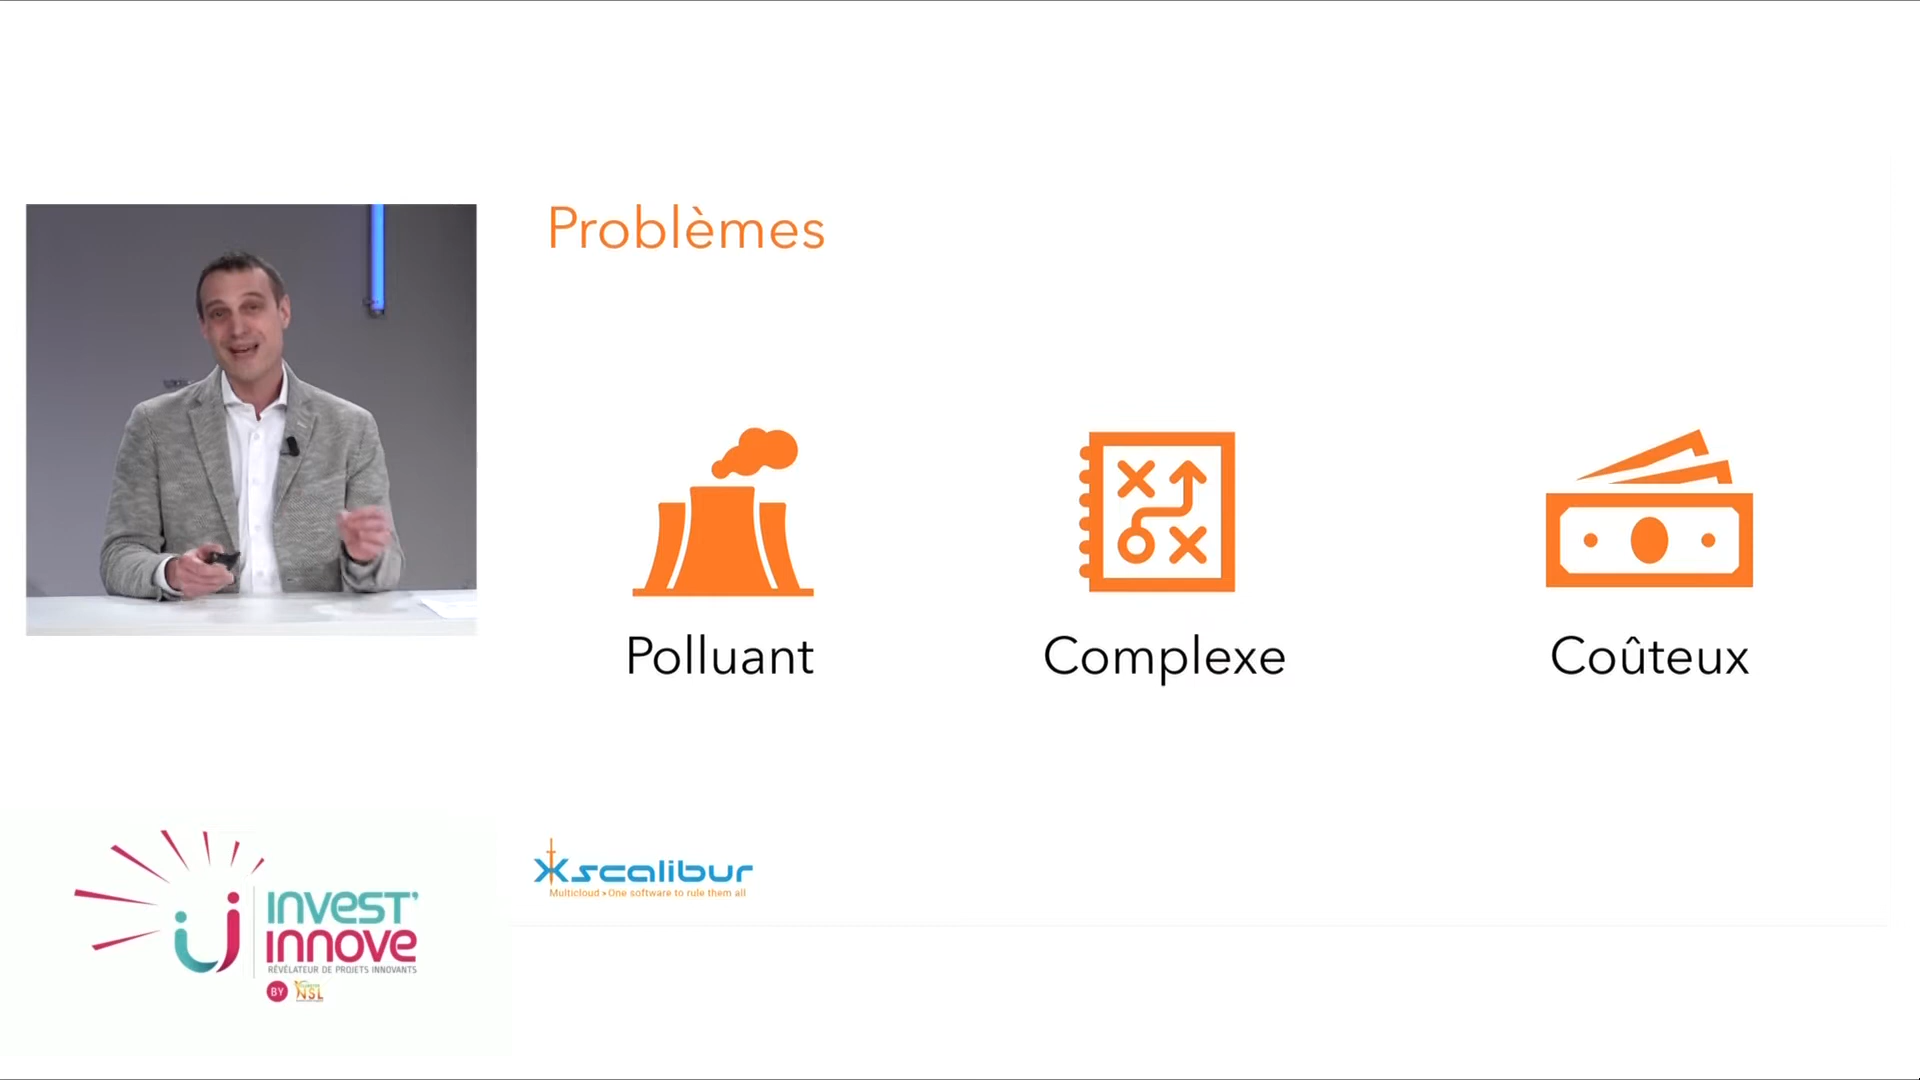 Problèmes
Polluant
Complexe
Coûteux
Xscalibur
Multicloud > One software to rule them all
INVEST'
INNOVE
RÉVÉLATEUR DE PROJETS INNOVANTS
BY
NSL